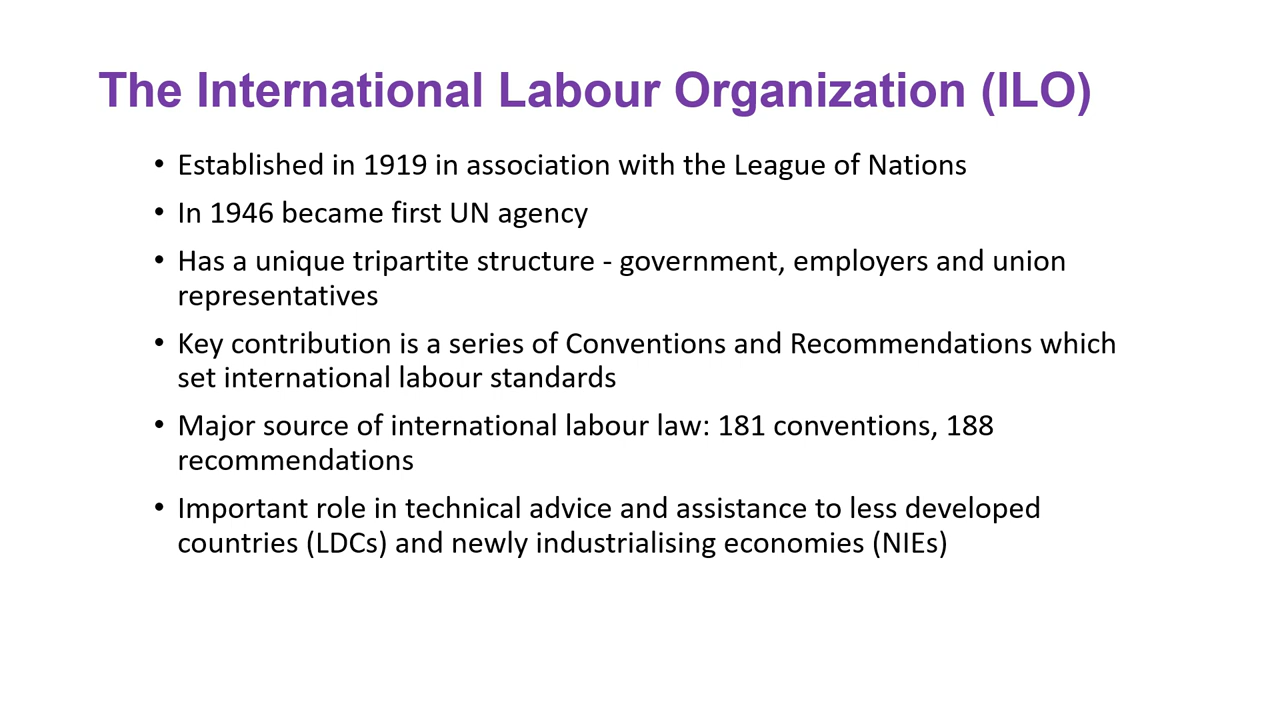 The International Labour Organization (ILO)
• Established in 1919 in association with the League of Nations
• In 1946 became first UN agency
• Has a unique tripartite structure - government, employers and union
representatives
• Key contribution is a series of Conventions and Recommendations which
set international labour standards
• Major source of international labour law: 181 conventions, 188
recommendations
• Important role in technical advice and assistance to less developed
countries (LDCs) and newly industrialising economies (NIEs)